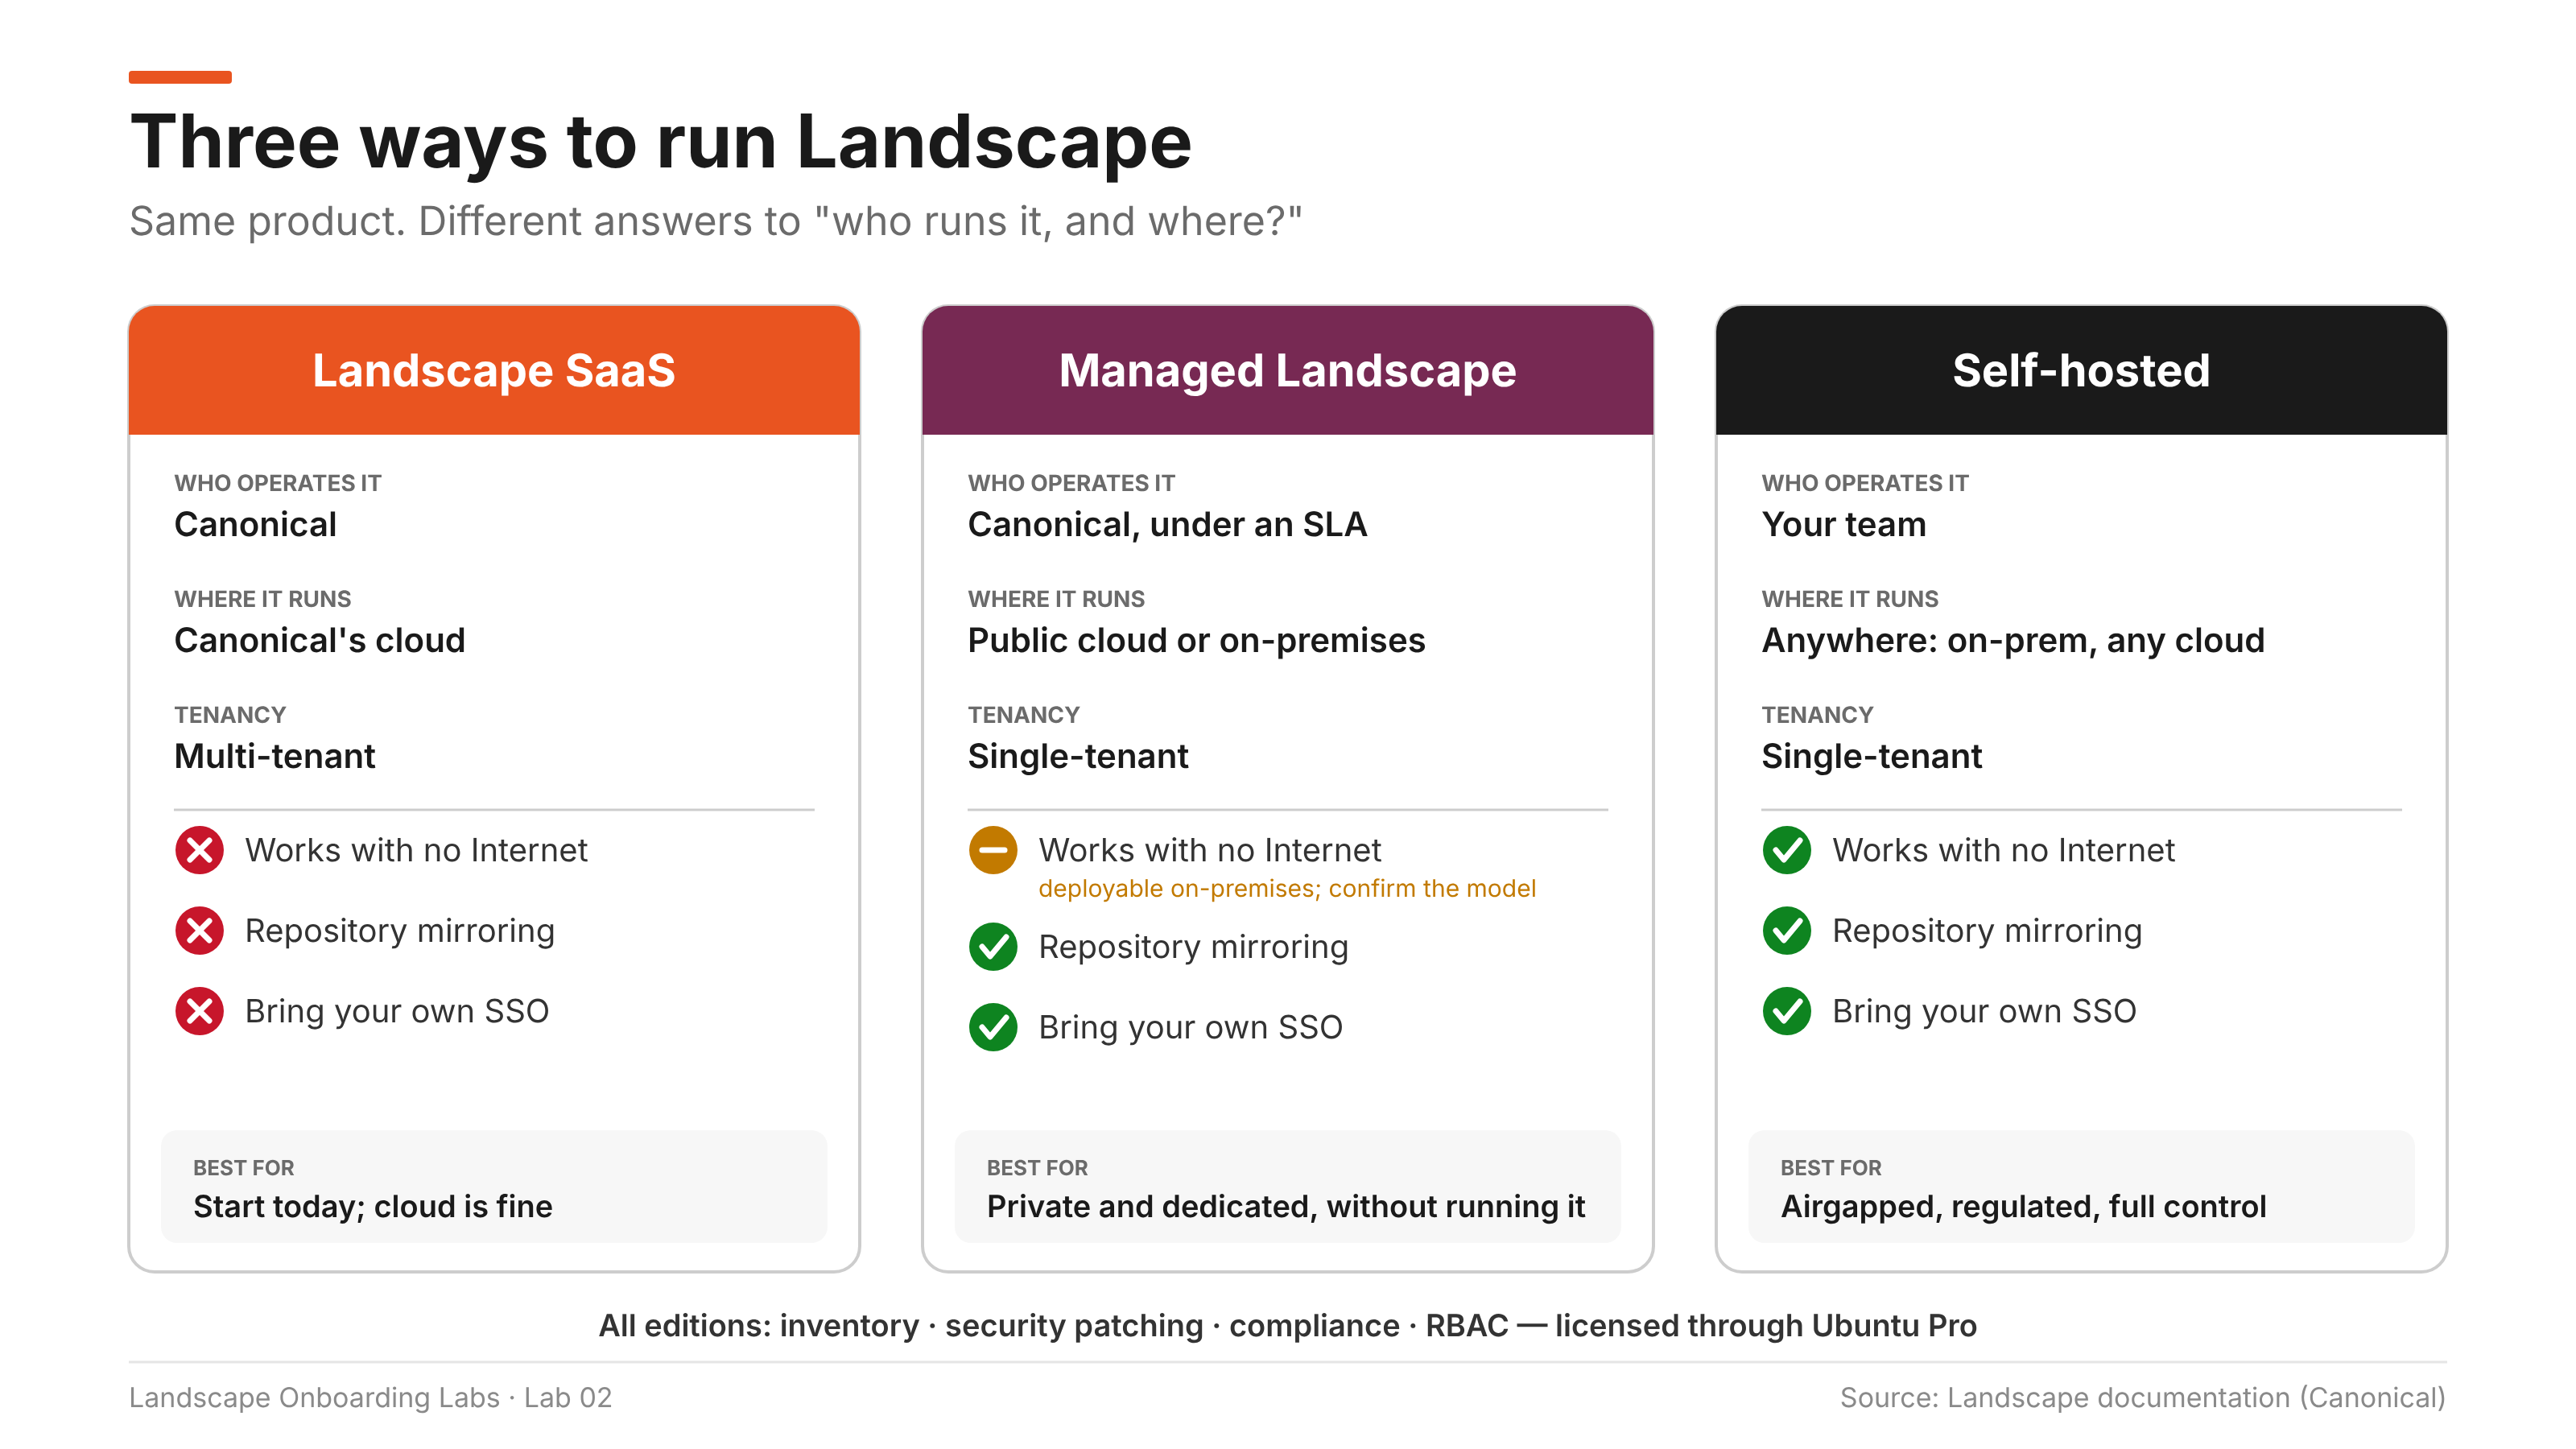 Three ways to run Landscape
Same product. Different answers to "who runs it, and where?"
Landscape SaaS
WHO OPERATES IT
Canonical
WHERE IT RUNS
Canonical's cloud
TENANCY
Multi-tenant
Works with no Internet
Repository mirroring
Bring your own SSO
BEST FOR
Start today; cloud is fine
Managed Landscape
WHO OPERATES IT
Canonical, under an SLA
WHERE IT RUNS
Public cloud or on-premises
TENANCY
Single-tenant
Works with no Internet
deployable on-premises; confirm the model
Repository mirroring
Bring your own SSO
BEST FOR
Private and dedicated, without running it
Self-hosted
WHO OPERATES IT
Your team
WHERE IT RUNS
Anywhere: on-prem, any cloud
TENANCY
Single-tenant
Works with no Internet
Repository mirroring
Bring your own SSO
BEST FOR
Airgapped, regulated, full control
All editions: inventory · security patching · compliance · RBAC — licensed through Ubuntu Pro
Landscape Onboarding Labs · Lab 02
Source: Landscape documentation (Canonical)